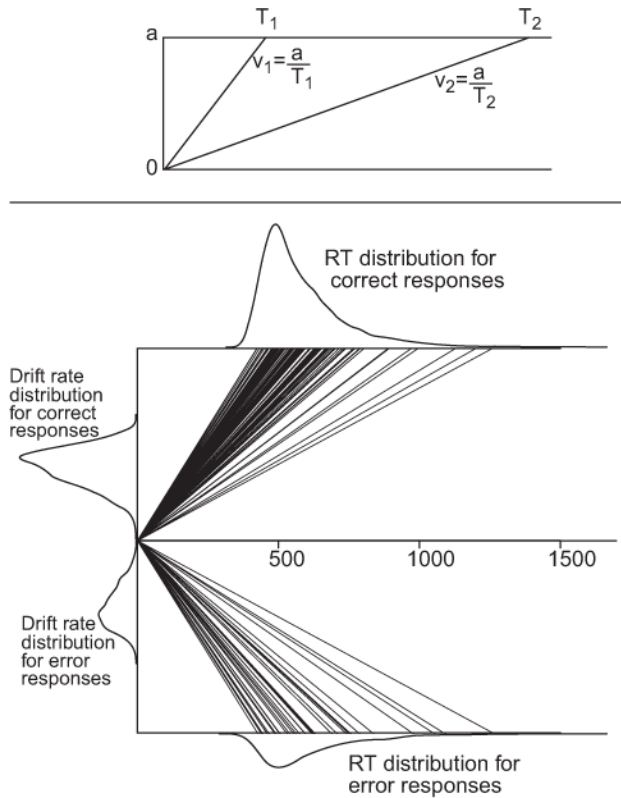 T1 T2
a
v1=a/T1
v2=a/T2
0
RT distribution for
correct responses
Drift rate
distribution
for correct
responses
500 1000 1500
Drift rate
distribution
for error
responses
RT distribution for
error responses